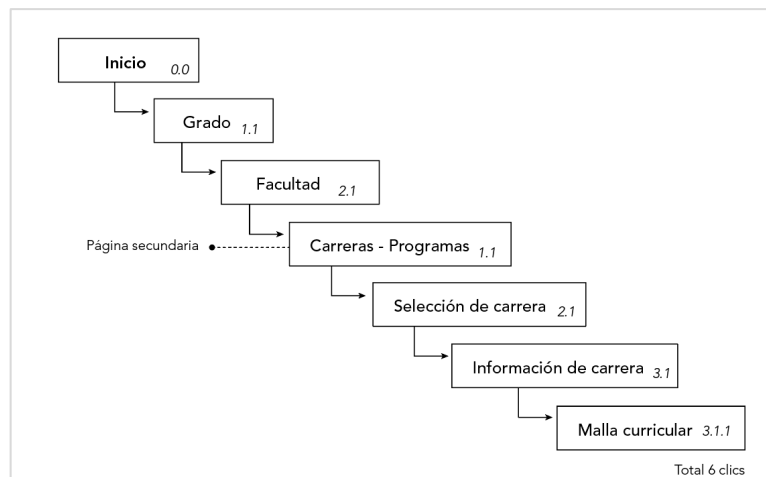 Inicio 0.0
Grado 1.1
Facultad 2.1
Página secundaria
Carreras - Programas 1.1
Selección de carrera 2.1
Información de carrera 3.1
Malla curricular 3.1.1
Total 6 clics